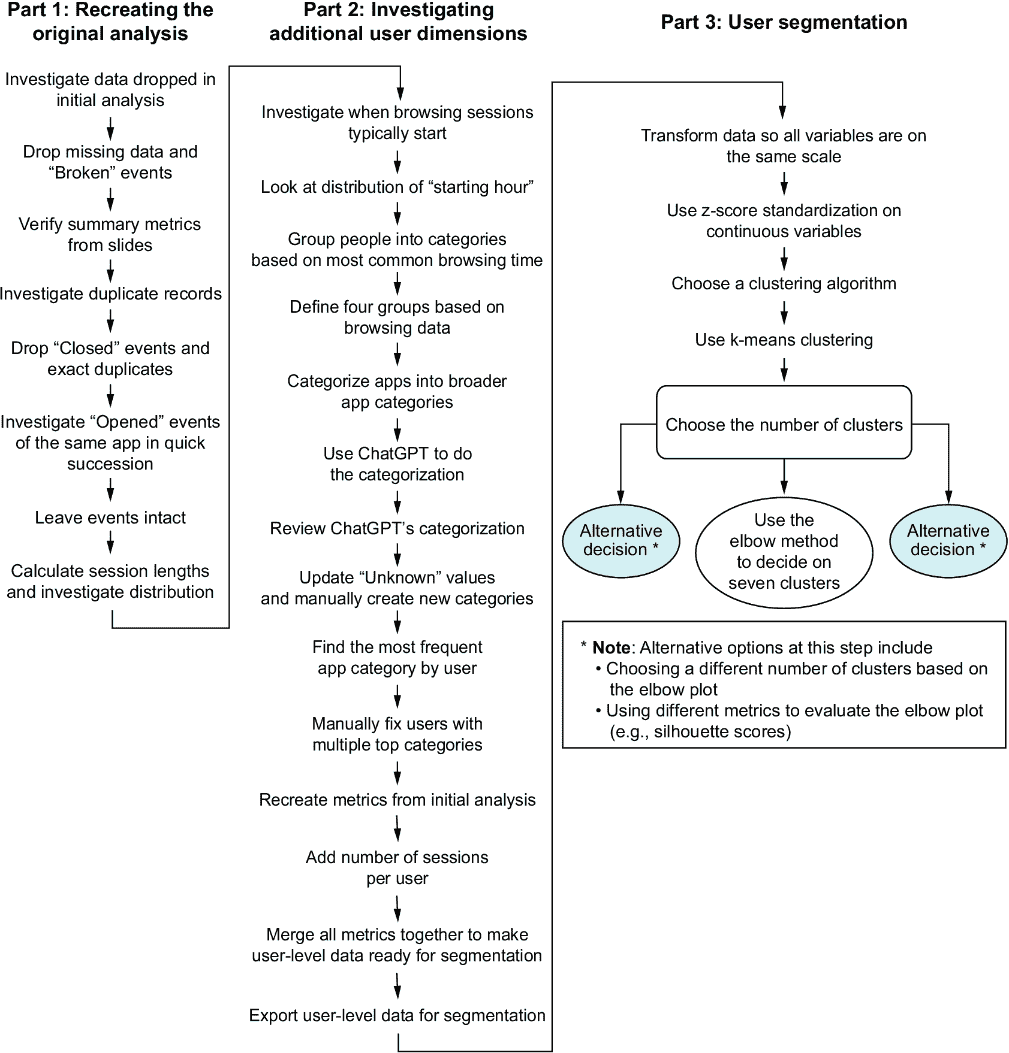 Part 1: Recreating the
original analysis
Investigate data dropped in
initial analysis
Drop missing data and
“Broken” events
Verify summary metrics
from slides
Investigate duplicate records
Drop “Closed” events and
exact duplicates
Investigate “Opened” events
of the same app in quick
succession
Leave events intact
Calculate session lengths
and investigate distribution
Part 2: Investigating
additional user dimensions
Investigate when browsing sessions
typically start
Look at distribution of “starting hour”
Group people into categories
based on most common browsing time
Define four groups based on
browsing data
Categorize apps into broader
app categories
Use ChatGPT to do
the categorization
Review ChatGPT’s categorization
Update “Unknown” values
and manually create new categories
Find the most frequent
app category by user
Manually fix users with
multiple top categories
Recreate metrics from initial analysis
Add number of sessions
per user
Merge all metrics together to make
user-level data ready for segmentation
Export user-level data for segmentation
Part 3: User segmentation
Transform data so all variables are on
the same scale
Use z-score standardization on
continuous variables
Choose a clustering algorithm
Use k-means clustering
Choose the number of clusters
Alternative
decision *
Use the
elbow method
to decide on
seven clusters
Alternative
decision *
* Note: Alternative options at this step include
• Choosing a different number of clusters based on
the elbow plot
• Using different metrics to evaluate the elbow plot
(e.g., silhouette scores)